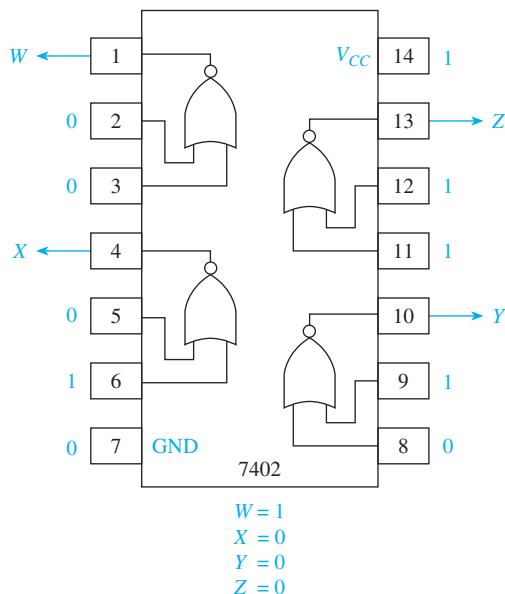 W 1 V_CC 14 1
0 2 13 Z
0 3 12 1
X 4 11 1
0 5 10 Y
1 6 9 1
0 7 GND 8 0
7402
W = 1
X = 0
Y = 0
Z = 0